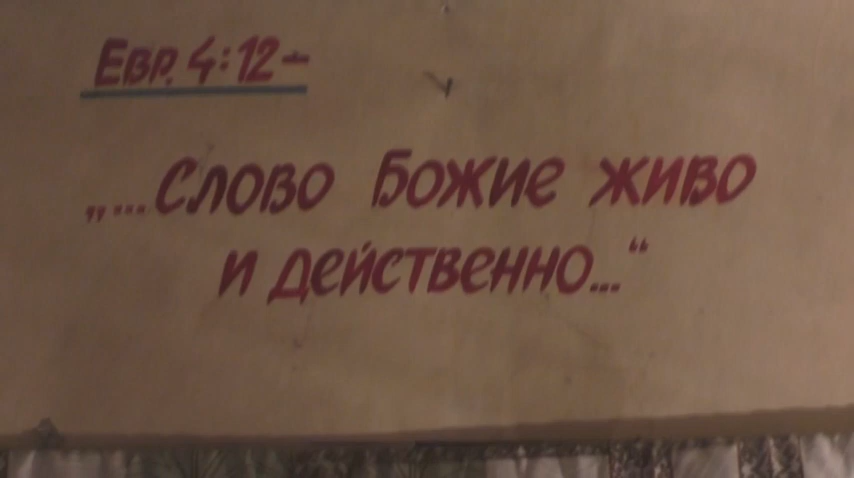 Евр. 4:12–
„...Слово Божие живо
и действенно...“